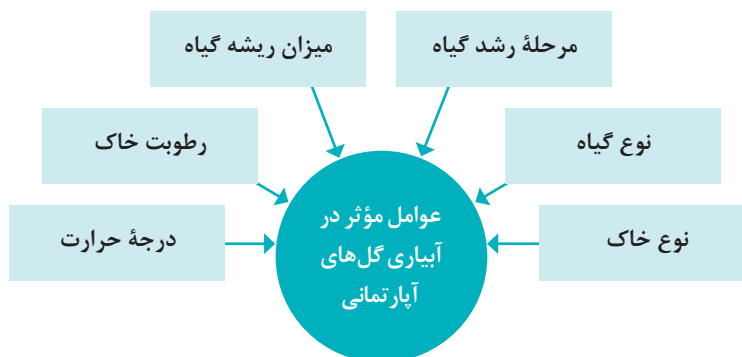 مرحلهٔ رشد گیاه
میزان ریشه گیاه
نوع گیاه
رطوبت خاک
نوع خاک
درجهٔ حرارت
عوامل مؤثر در
آبیاری گل‌های
آپارتمانی